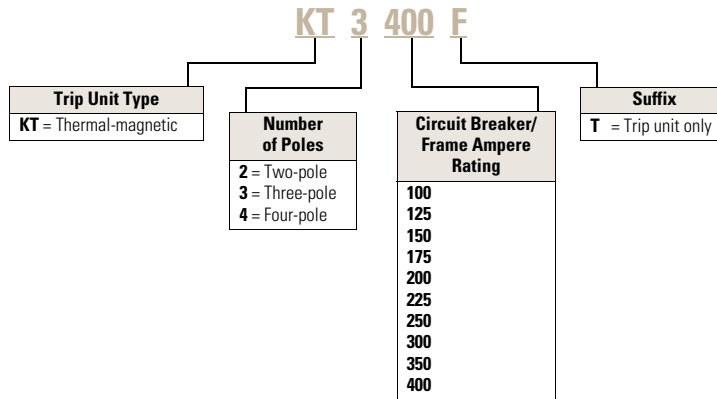 KT 3 400 F
Trip Unit Type
KT = Thermal-magnetic
Number
of Poles
2 = Two-pole
3 = Three-pole
4 = Four-pole
Circuit Breaker/
Frame Ampere
Rating
100
125
150
175
200
225
250
300
350
400
Suffix
T = Trip unit only